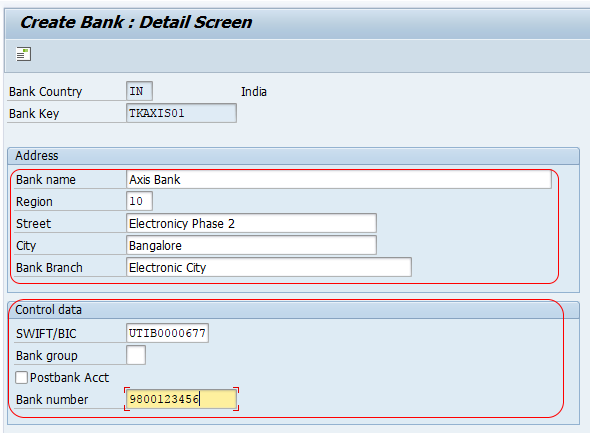 Create Bank : Detail Screen
Bank Country IN India
Bank Key TKAXIS01
Address
Bank name Axis Bank
Region 10
Street Electronicy Phase 2
City Bangalore
Bank Branch Electronic City
Control data
SWIFT/BIC UTIB0000677
Bank group
Postbank Acct
Bank number 9800123456